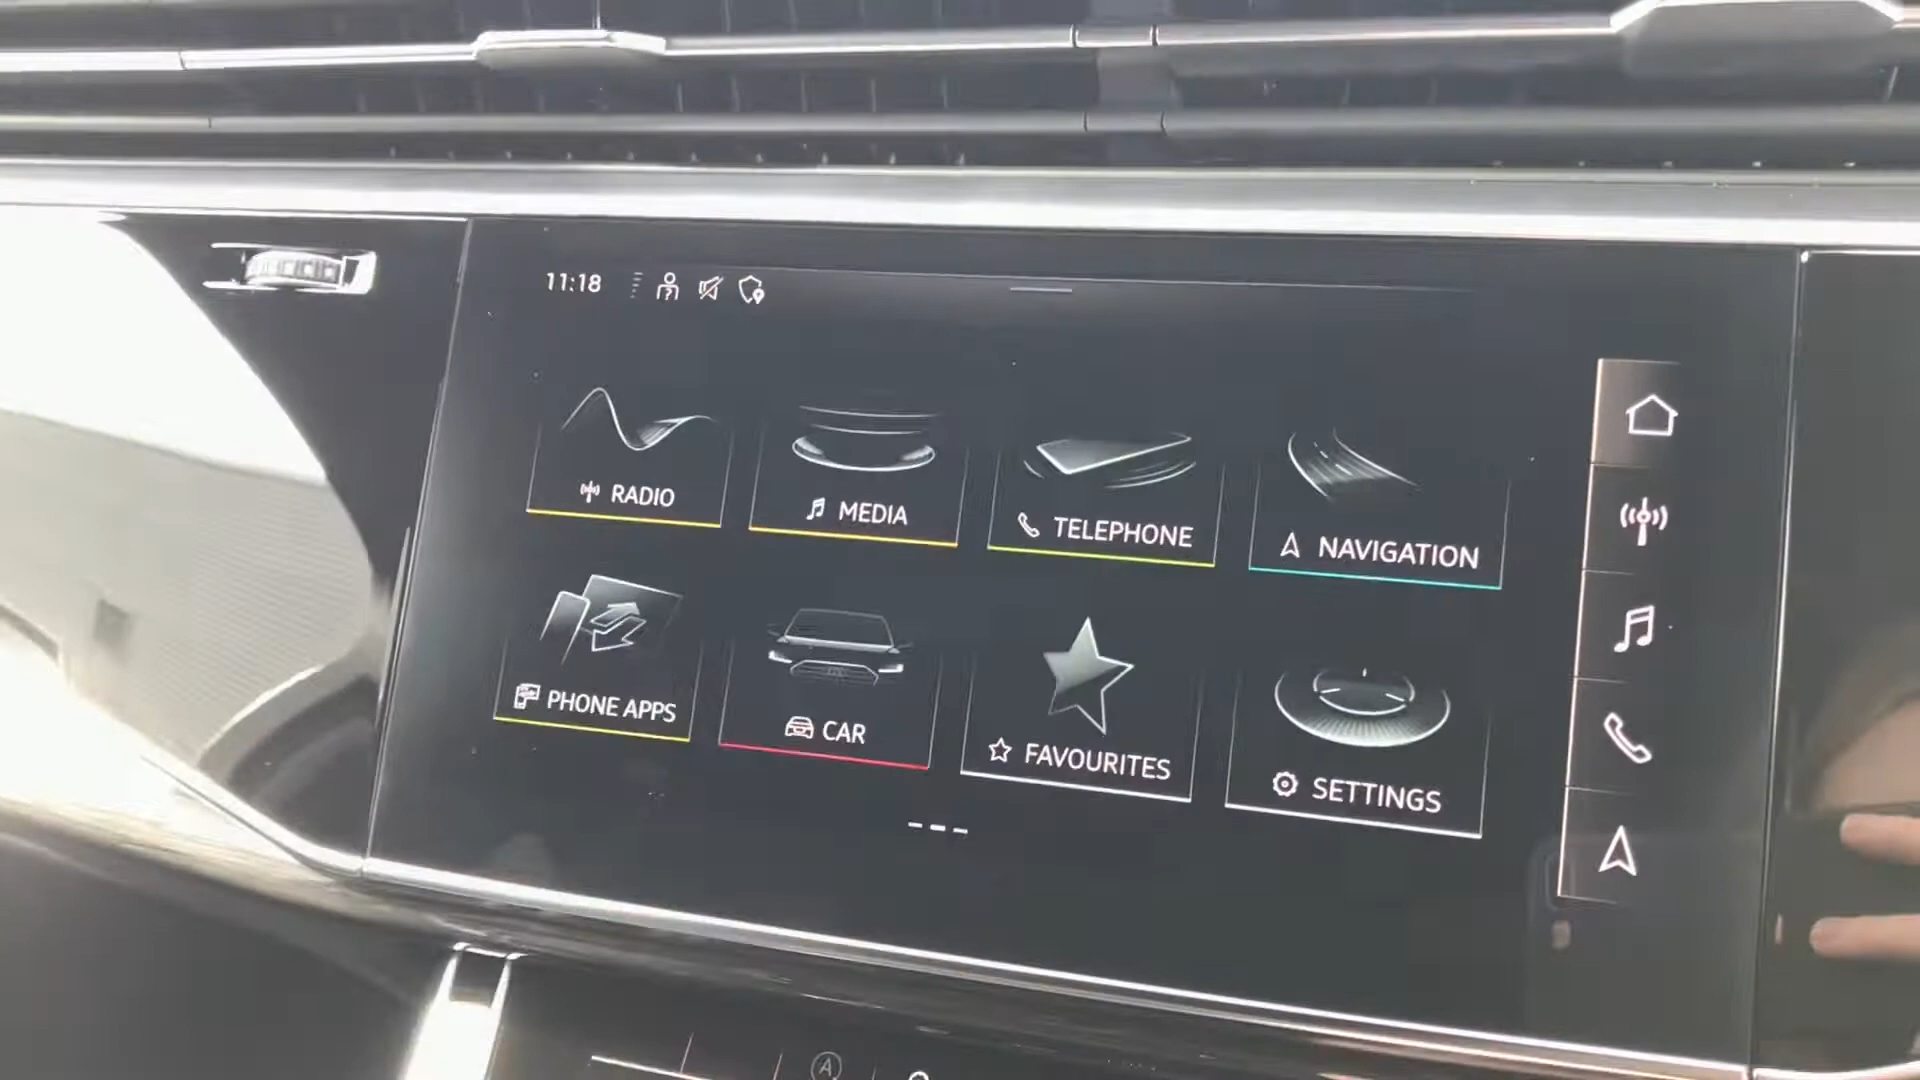 11:18
RADIO
MEDIA
TELEPHONE
NAVIGATION
PHONE APPS
CAR
FAVOURITES
SETTINGS
A